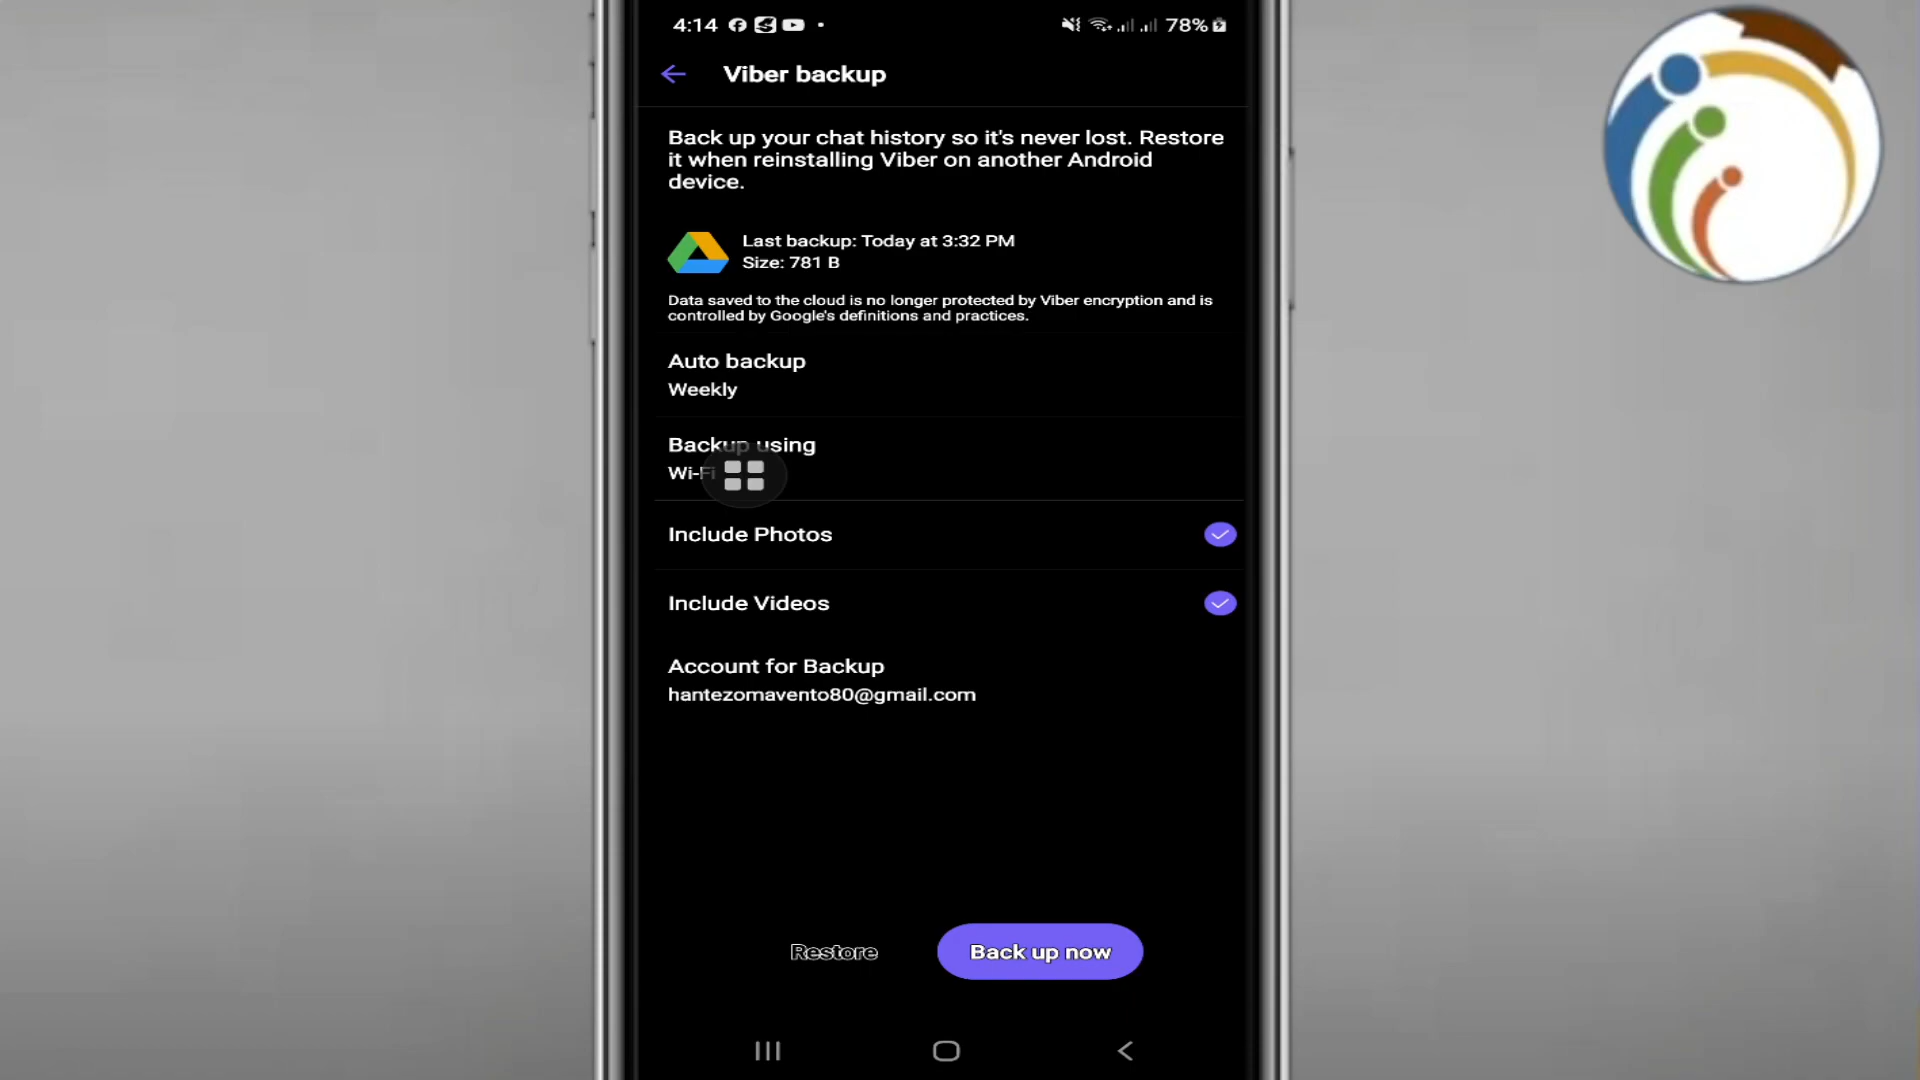 4:14
78%
Viber backup
Back up your chat history so it's never lost. Restore
it when reinstalling Viber on another Android
device.
Last backup: Today at 3:32 PM
Size: 781 B
Data saved to the cloud is no longer protected by Viber encryption and is
controlled by Google's definitions and practices.
Auto backup
Weekly
Backup using
Wi-Fi
Include Photos
Include Videos
Account for Backup
hantezomavento80@gmail.com
Restore
Back up now